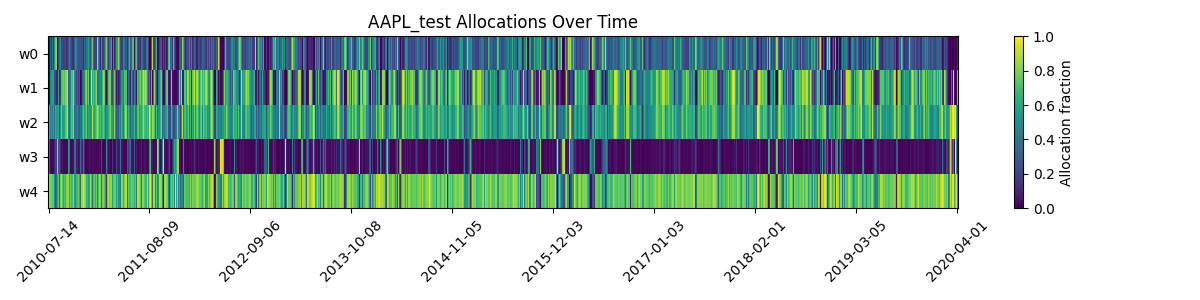 AAPL_test Allocations Over Time
w0
w1
w2
w3
w4
2010-07-14
2011-08-09
2012-09-06
2013-10-08
2014-11-05
2015-12-03
2017-01-03
2018-02-01
2019-03-05
2020-04-01
1.0
0.8
0.6
0.4
0.2
0.0
Allocation fraction